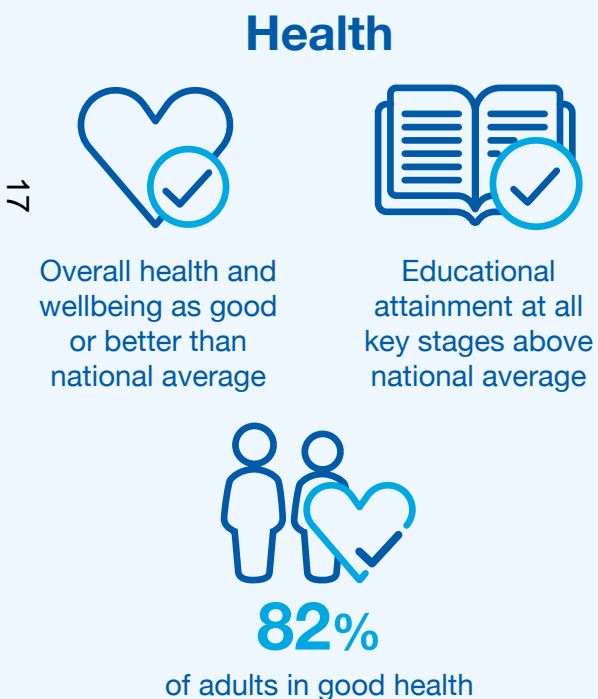 Health
17
Overall health and
wellbeing as good
or better than
national average
Educational
attainment at all
key stages above
national average
82%
of adults in good health